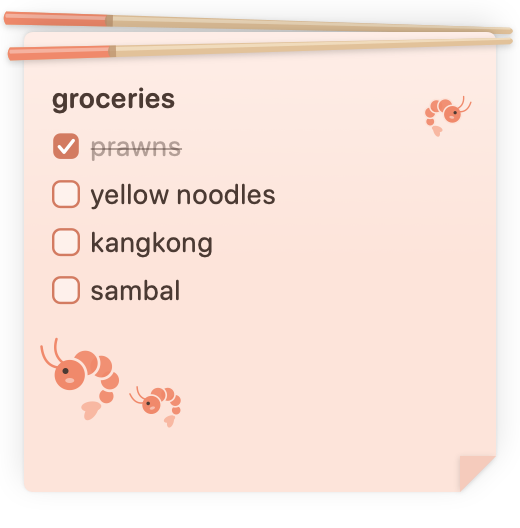 groceries
prawns
yellow noodles
kangkong
sambal